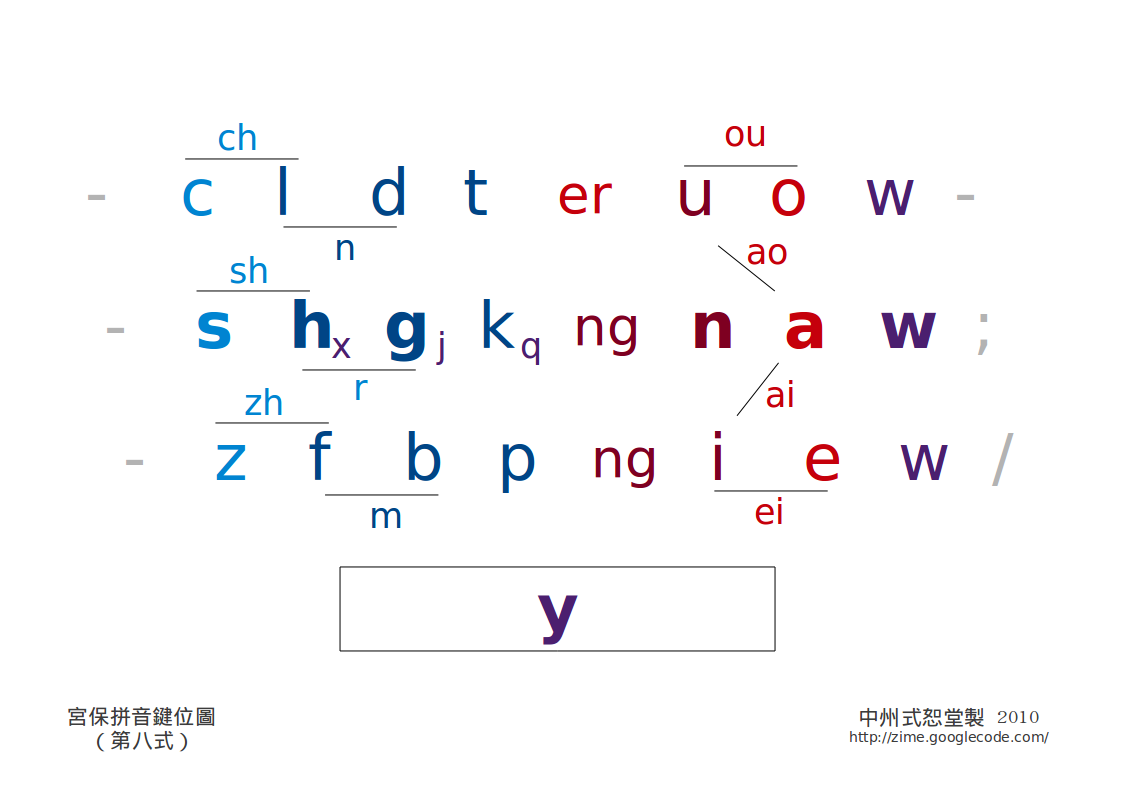 ch ou
- c l d t er u o w -
n ao
sh
- s h x g j k q ng n a w ;
r ai
zh
- z f b p ng i e w /
m ei
y
宮保拼音鍵位圖
（第八式）
中州式恕堂製 2010
http://zime.googlecode.com/